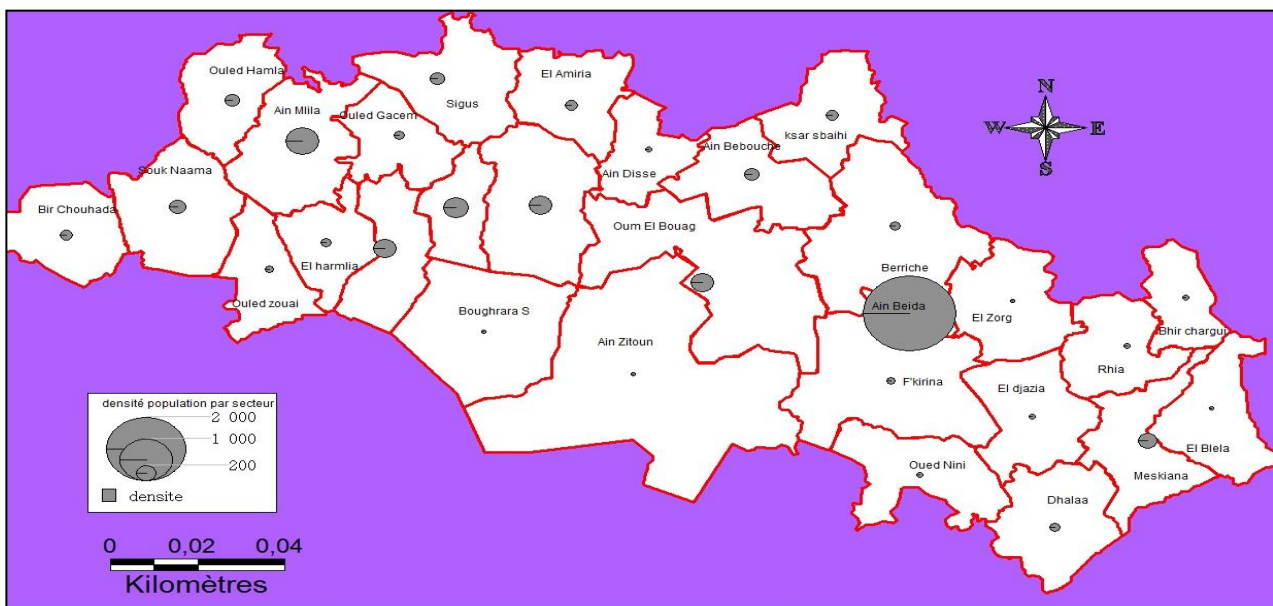 Ouled Hamla
El Amiria
Sigus
Ain Mlila
Ouled Gacem
ksar sbaihi
Ain Bebouche
Souk Naama
Ain Disse
Bir Chouhada
Oum El Bouag
El harmlia
Berriche
Ouled zouai
Boughrara S
Ain Beida
El Zorg
Bhir chargui
Ain Zitoun
Rhia
F'kirina
El djazia
El Blela
Oued Nini
Meskiana
Dhalaa
N
W
E
S
densité population par secteur
2 000
1 000
200
densite
0 0,02 0,04
Kilomètres